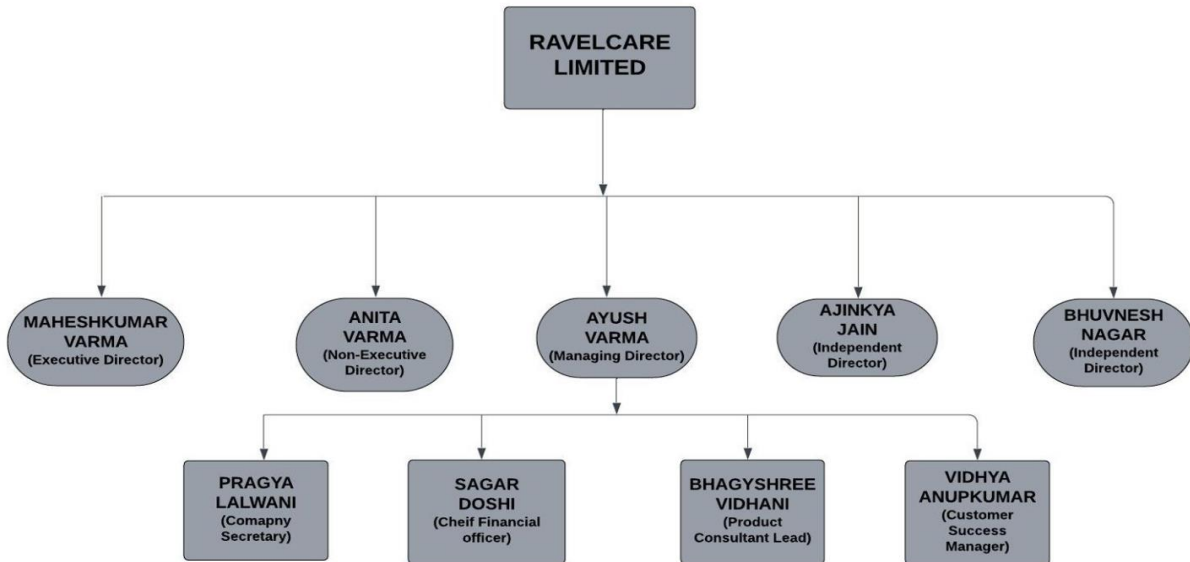 RAVELCARE
LIMITED
MAHESHKUMAR
VARMA
(Executive Director)
ANITA
VARMA
(Non-Executive
Director)
AYUSH
VARMA
(Managing Director)
AJINKYA
JAIN
(Independent
Director)
BHUVNESH
NAGAR
(Independent
Director)
PRAGYA
LALWANI
(Comapny
Secretary)
SAGAR
DOSHI
(Cheif Financial
officer)
BHAGYSHREE
VIDHANI
(Product
Consultant Lead)
VIDHYA
ANUPKUMAR
(Customer
Success
Manager)